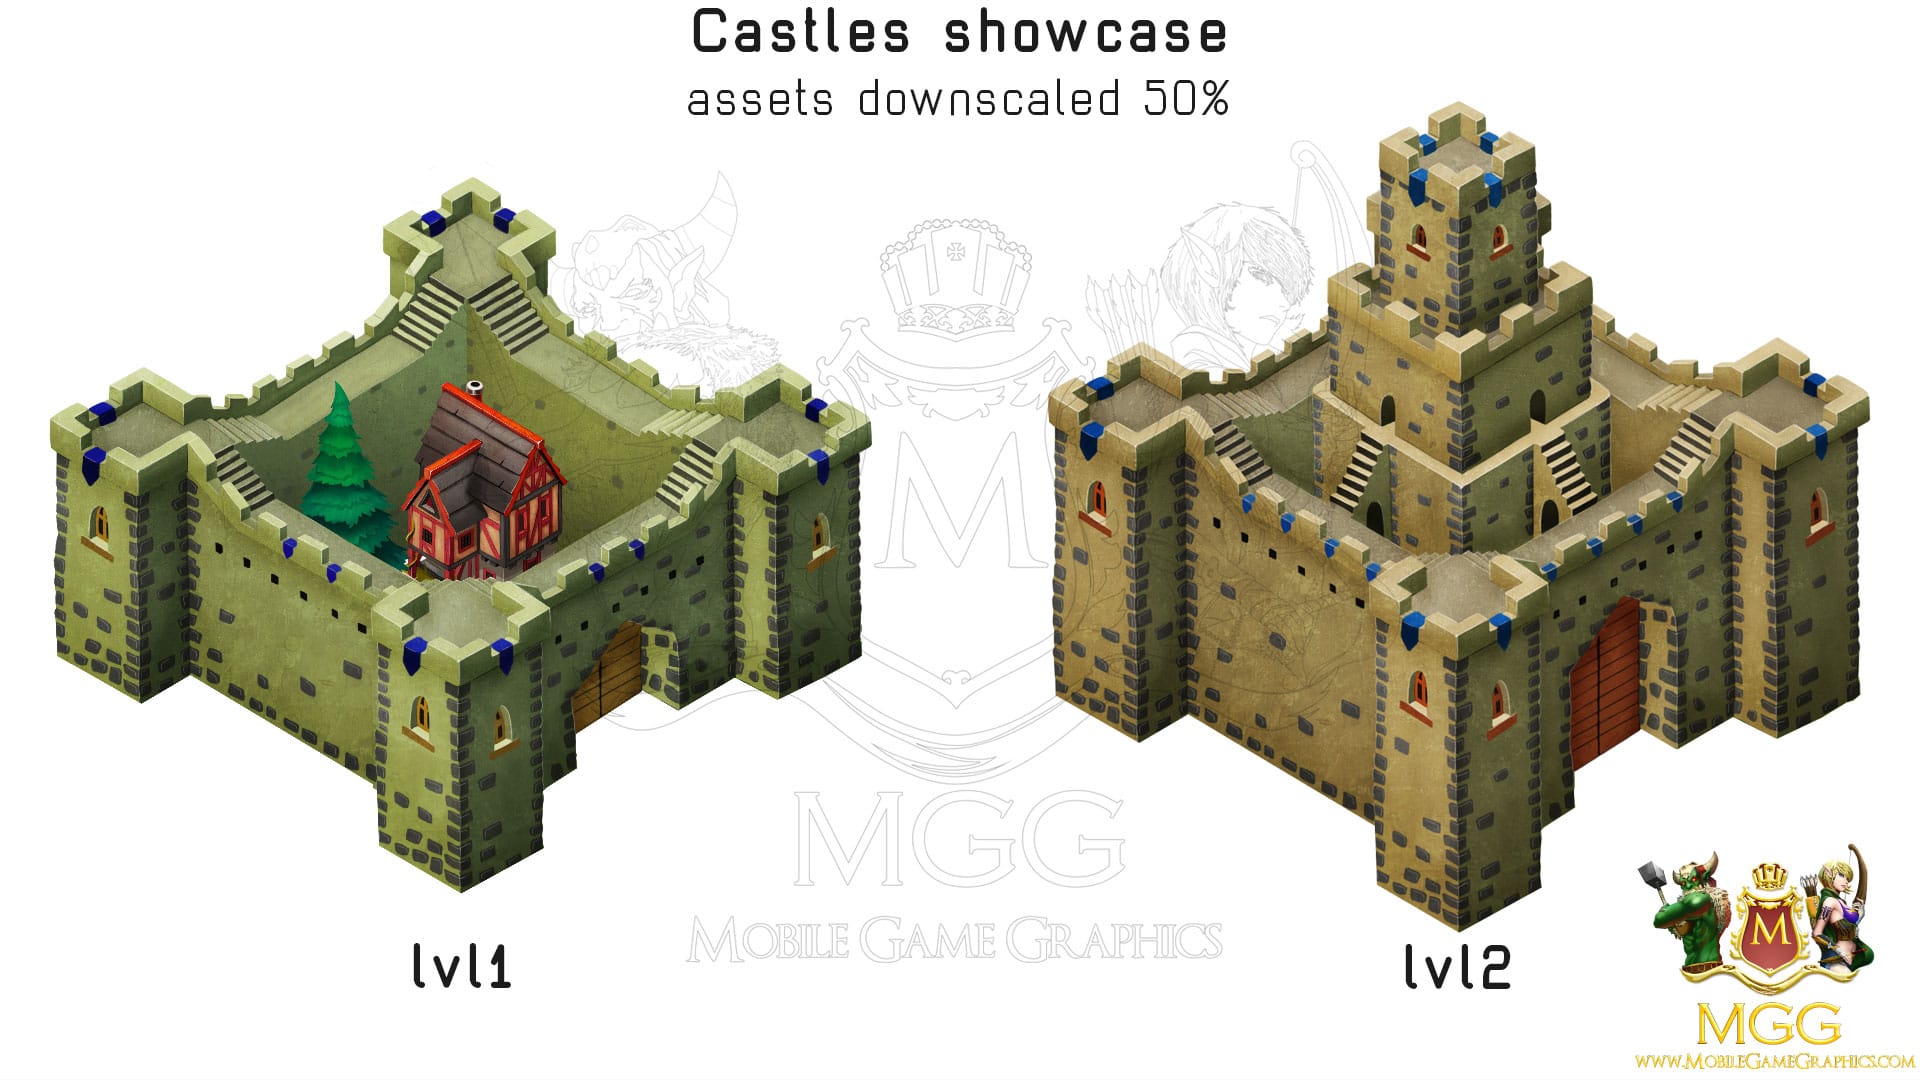 Castles showcase
assets downscaled 50%
M
MGG
MOBILE GAME GRAPHICS
lvl1
lvl2
M
MGG
WWW.MOBILEGAMEGRAPHICS.COM